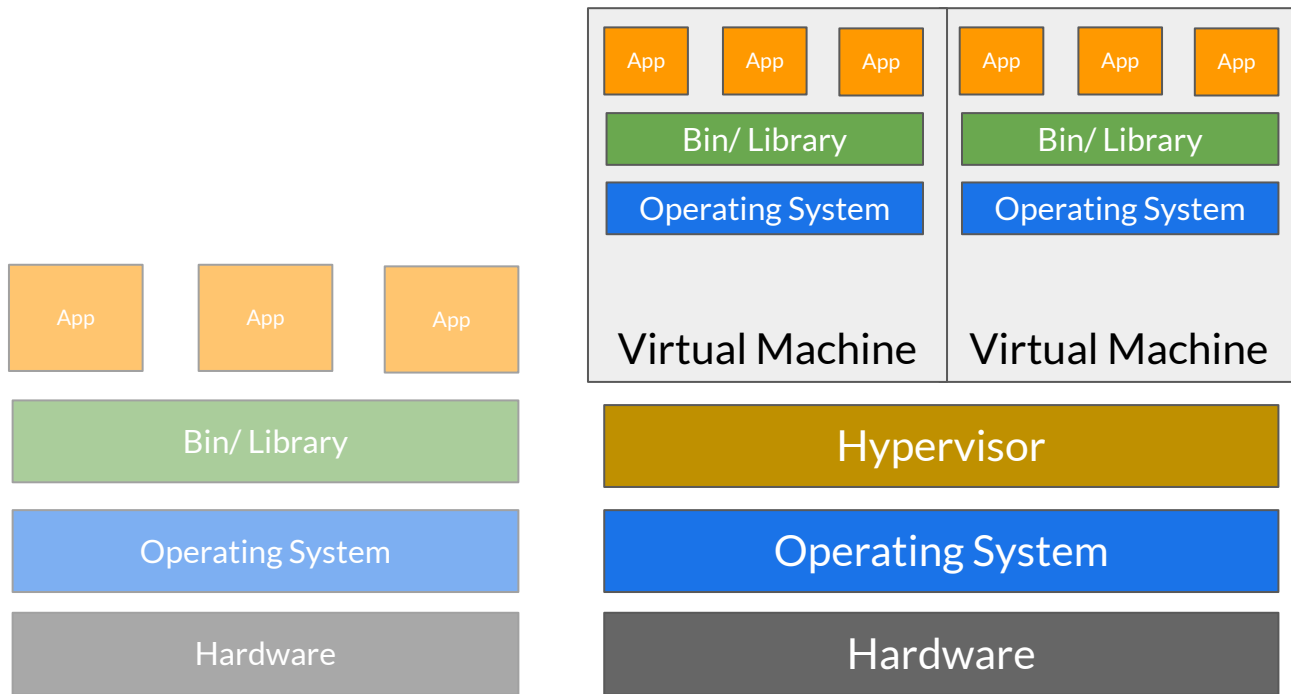 App
App
App
Bin/ Library
Operating System
Hardware
App
App
App
Bin/ Library
Operating System
Virtual Machine
App
App
App
Bin/ Library
Operating System
Virtual Machine
Hypervisor
Operating System
Hardware